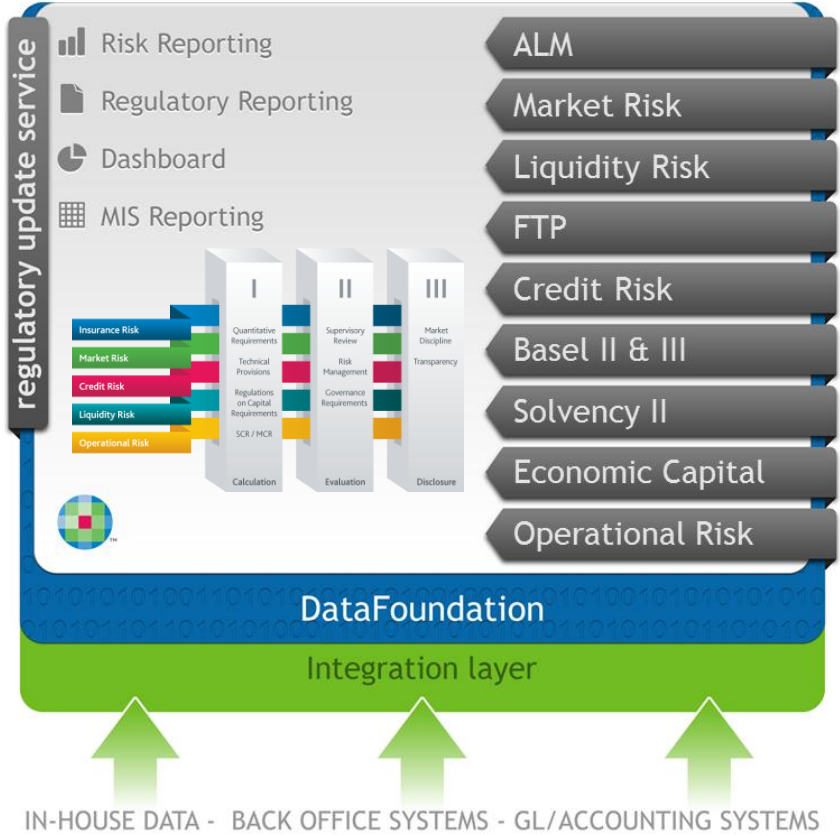 regulatory update service
Risk Reporting
Regulatory Reporting
Dashboard
MIS Reporting
ALM
Market Risk
Liquidity Risk
FTP
Credit Risk
Basel II & III
Solvency II
Economic Capital
Operational Risk
Insurance Risk
Market Risk
Credit Risk
Liquidity Risk
Operational Risk
I
Quantitative
Requirements
Technical
Provisions
Regulations
on Capital
Requirements
SCR / MCR
Calculation
II
Supervisory
Review
Risk
Management
Governance
Requirements
Evaluation
III
Market
Discipline
Transparency
Disclosure
TM
DataFoundation
Integration layer
IN-HOUSE DATA - BACK OFFICE SYSTEMS - GL/ACCOUNTING SYSTEMS